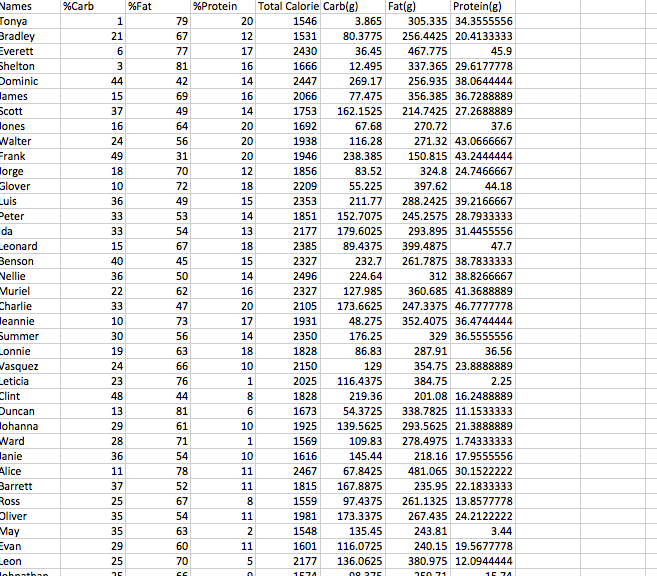 Names %Carb %Fat %Protein Total Calorie Carb(g) Fat(g) Protein(g)
Tonya 1 79 20 1546 3.865 305.335 34.3555556
Bradley 21 67 12 1531 80.3775 256.4425 20.4133333
Everett 6 77 17 2430 36.45 467.775 45.9
Shelton 3 81 16 1666 12.495 337.365 29.6177778
Dominic 44 42 14 2447 269.17 256.935 38.0644444
James 15 69 16 2066 77.475 356.385 36.7288889
Scott 37 49 14 1753 162.1525 214.7425 27.2688889
Jones 16 64 20 1692 67.68 270.72 37.6
Walter 24 56 20 1938 116.28 271.32 43.0666667
Frank 49 31 20 1946 238.385 150.815 43.2444444
Jorge 18 70 12 1856 83.52 324.8 24.7466667
Glover 10 72 18 2209 55.225 397.62 44.18
Luis 36 49 15 2353 211.77 288.2425 39.2166667
Peter 33 53 14 1851 152.7075 245.2575 28.7933333
Ida 33 54 13 2177 179.6025 293.895 31.4455556
Leonard 15 67 18 2385 89.4375 399.4875 47.7
Benson 40 45 15 2327 232.7 261.7875 38.7833333
Nellie 36 50 14 2496 224.64 312 38.8266667
Muriel 22 62 16 2327 127.985 360.685 41.3688889
Charlie 33 47 20 2105 173.6625 247.3375 46.7777778
Jeannie 10 73 17 1931 48.275 352.4075 36.4744444
Summer 30 56 14 2350 176.25 329 36.5555556
Lonnie 19 63 18 1828 86.83 287.91 36.56
Vasquez 24 66 10 2150 129 354.75 23.8888889
Leticia 23 76 1 2025 116.4375 384.75 2.25
Clint 48 44 8 1828 219.36 201.08 16.2488889
Duncan 13 81 6 1673 54.3725 338.7825 11.1533333
Johanna 29 61 10 1925 139.5625 293.5625 21.3888889
Ward 28 71 1 1569 109.83 278.4975 1.74333333
Janie 36 54 10 1616 145.44 218.16 17.9555556
Alice 11 78 11 2467 67.8425 481.065 30.1522222
Barrett 37 52 11 1815 167.8875 235.95 22.1833333
Ross 25 67 8 1559 97.4375 261.1325 13.8577778
Oliver 35 54 11 1981 173.3375 267.435 24.2122222
May 35 63 2 1548 135.45 243.81 3.44
Evan 29 60 11 1601 116.0725 240.15 19.5677778
Leon 25 70 5 2177 136.0625 380.975 12.0944444
Johnathan 25 66 9 1574 98.375 259.71 15.74